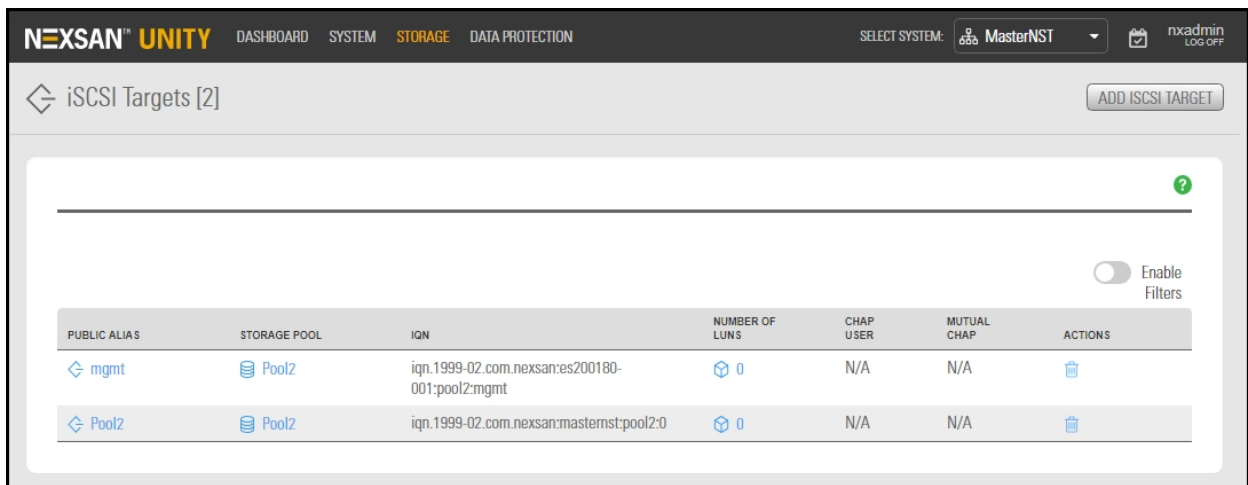 NEXSAN™ UNITY DASHBOARD SYSTEM STORAGE DATA PROTECTION SELECT SYSTEM: MasterNST nxadmin
LOG OFF
iSCSI Targets [2] ADD ISCSI TARGET
?
Enable
Filters
PUBLIC ALIAS STORAGE POOL IQN NUMBER OF LUNS CHAP USER MUTUAL CHAP ACTIONS
mgmt Pool2 iqn.1999-02.com.nexsan:es200180- 0 N/A N/A
001:pool2:mgmt
Pool2 Pool2 iqn.1999-02.com.nexsan:masternst:pool2:0 0 N/A N/A